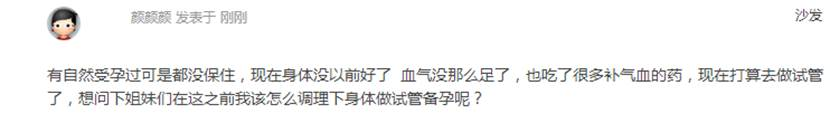 颜颜颜 发表于 刚刚
沙发
有自然受孕过可是都没保住，现在身体没以前好了  血气没那么足了，也吃了很多补气血的药，现在打算去做试管
了，想问下姐妹们在这之前我该怎么调理下身体做试管备孕呢？